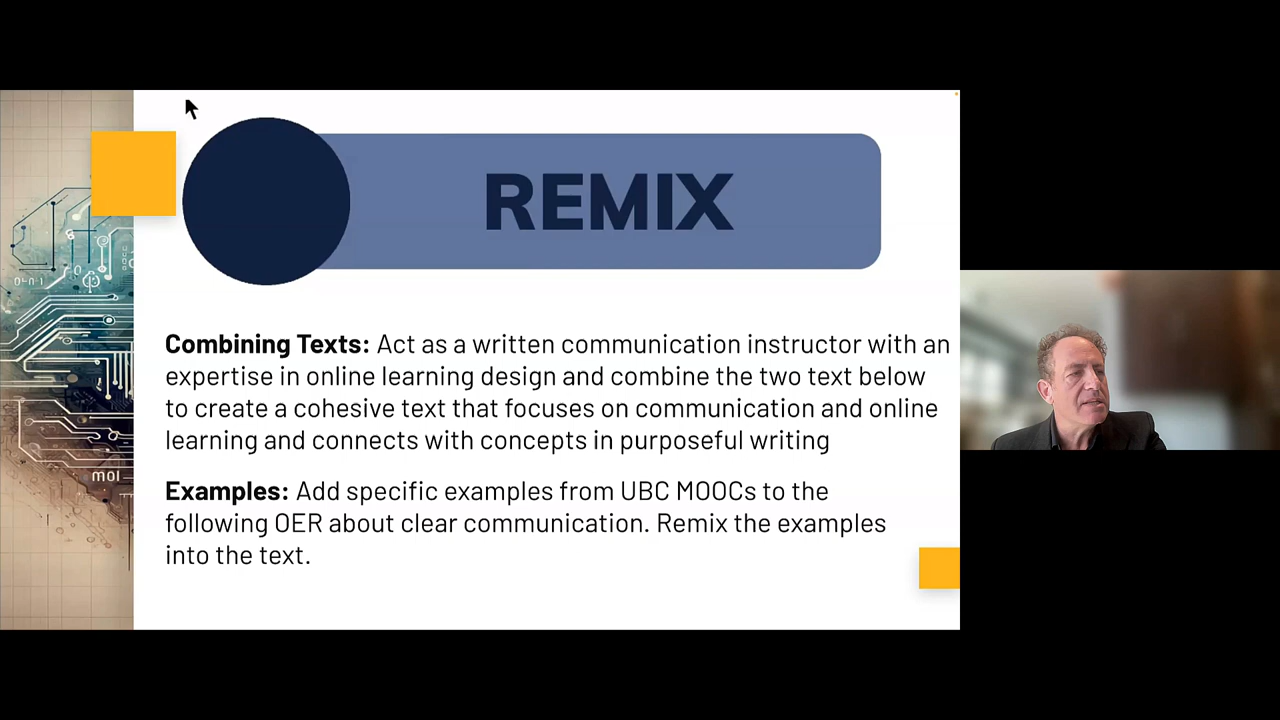 REMIX
Combining Texts: Act as a written communication instructor with an
expertise in online learning design and combine the two text below
to create a cohesive text that focuses on communication and online
learning and connects with concepts in purposeful writing
Examples: Add specific examples from UBC MOOCs to the
following OER about clear communication. Remix the examples
into the text.